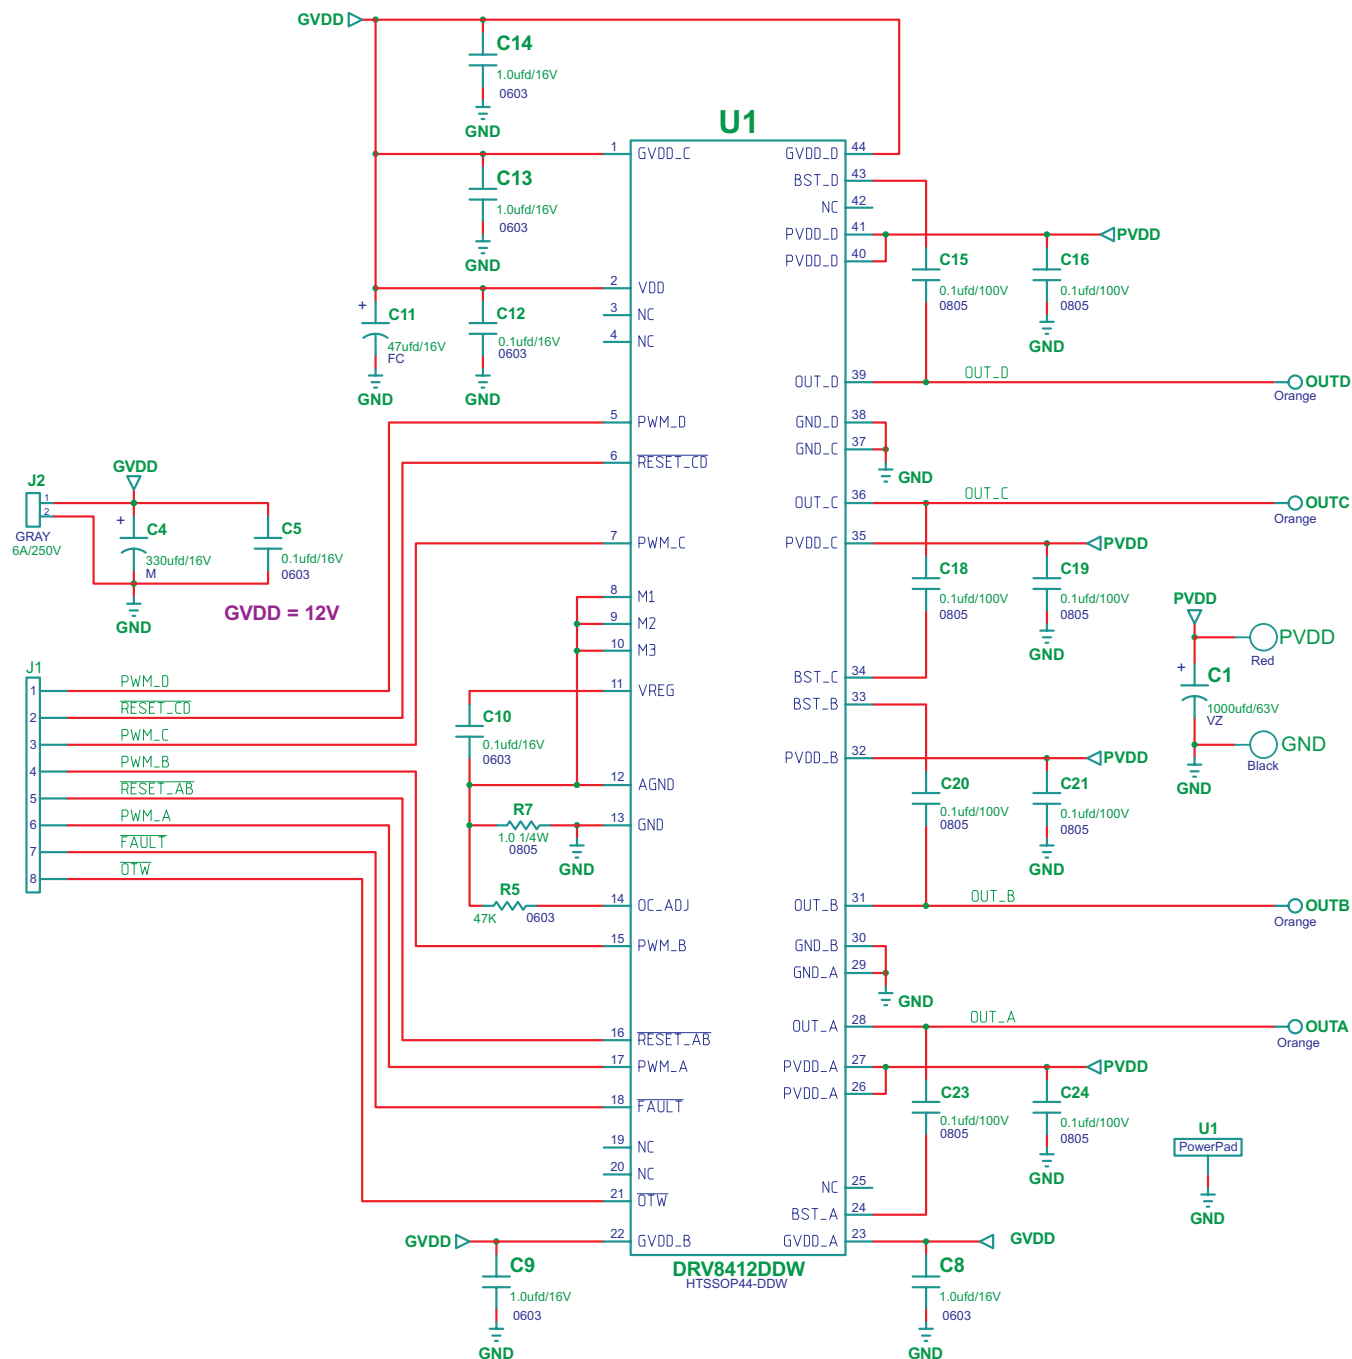 GVDD
C14
1.0ufd/16V
0603
GND
U1
1 GVDD_C
GVDD_D 44
BST_D 43
NC 42
PVDD_D 41
PVDD_D 40
C13
1.0ufd/16V
0603
GND
PVDD
C15
0.1ufd/100V
0805
C16
0.1ufd/100V
0805
GND
2 VDD
3 NC
4 NC
+
C11
47ufd/16V
FC
GND
C12
0.1ufd/16V
0603
GND
OUT_D 39
OUT_D
OUTD
Orange
5 PWM_D
6 RESET_CD
GND_D 38
GND_C 37
GND
J2
1
2
GRAY
6A/250V
GVDD
+
C4
330ufd/16V
M
GND
C5
0.1ufd/16V
0603
GVDD = 12V
OUT_C 36
OUT_C
OUTC
Orange
7 PWM_C
PVDD_C 35
PVDD
C18
0.1ufd/100V
0805
C19
0.1ufd/100V
0805
GND
8 M1
9 M2
10 M3
PVDD
PVDD
Red
+
C1
1000ufd/63V
VZ
GND
Black
GND
J1
1 PWM_D
2 RESET_CD
3 PWM_C
4 PWM_B
5 RESET_AB
6 PWM_A
7 FAULT
8 OTW
11 VREG
BST_C 34
BST_B 33
C10
0.1ufd/16V
0603
PVDD_B 32
PVDD
12 AGND
C20
0.1ufd/100V
0805
C21
0.1ufd/100V
0805
GND
R7
1.0 1/4W
0805
13 GND
GND
R5
47K
0603
14 OC_ADJ
OUT_B 31
OUT_B
OUTB
Orange
15 PWM_B
GND_B 30
GND_A 29
GND
OUT_A 28
OUT_A
OUTA
Orange
16 RESET_AB
17 PWM_A
PVDD_A 27
PVDD_A 26
PVDD
18 FAULT
C23
0.1ufd/100V
0805
C24
0.1ufd/100V
0805
GND
19 NC
20 NC
21 OTW
U1
PowerPad
GND
NC 25
BST_A 24
GVDD
22 GVDD_B
GVDD_A 23
GVDD
C9
1.0ufd/16V
0603
GND
DRV8412DDW
HTSSOP44-DDW
C8
1.0ufd/16V
0603
GND